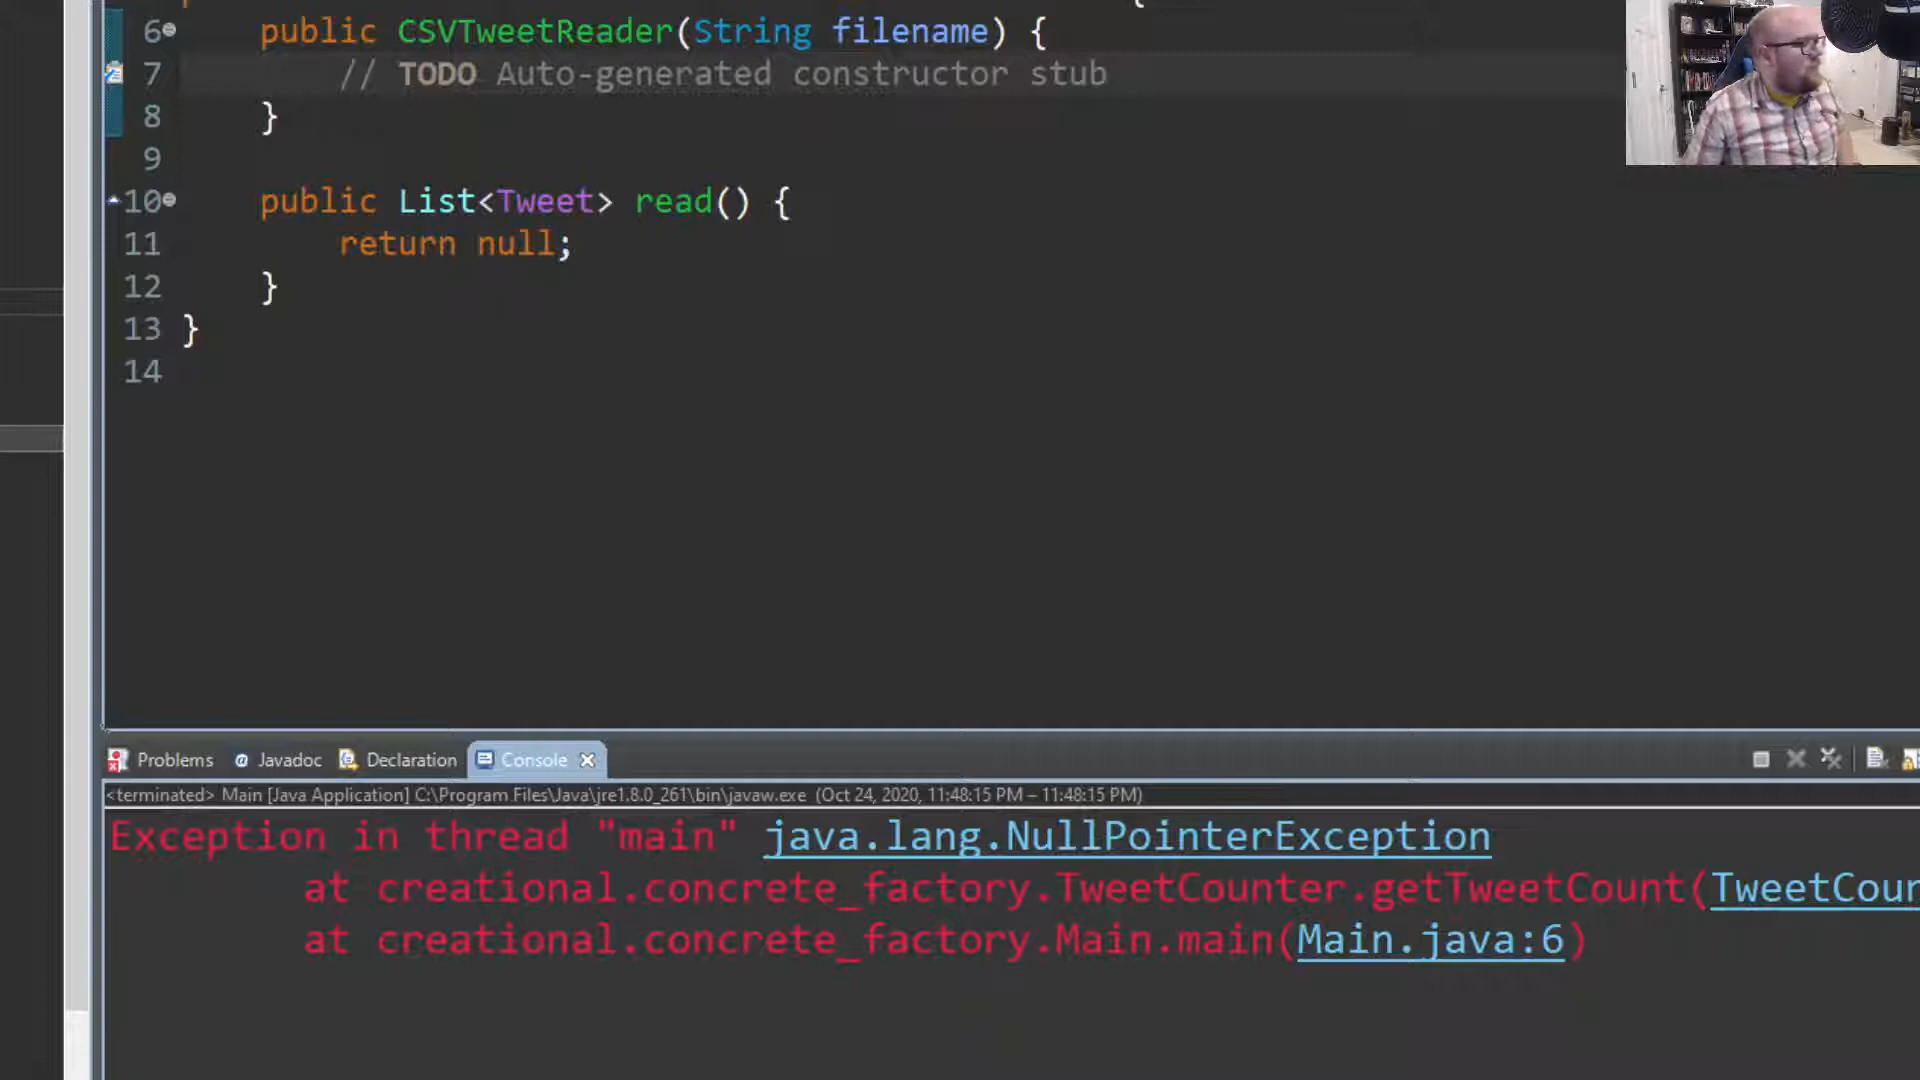 6 public CSVTweetReader(String filename) {
7 // TODO Auto-generated constructor stub
8 }
9
10 public List<Tweet> read() {
11 return null;
12 }
13 }
14
Problems @ Javadoc Declaration Console
<terminated> Main [Java Application] C:\Program Files\Java\jre1.8.0_261\bin\javaw.exe (Oct 24, 2020, 11:48:15 PM – 11:48:15 PM)
Exception in thread "main" java.lang.NullPointerException
at creational.concrete_factory.TweetCounter.getTweetCount(TweetCoun
at creational.concrete_factory.Main.main(Main.java:6)